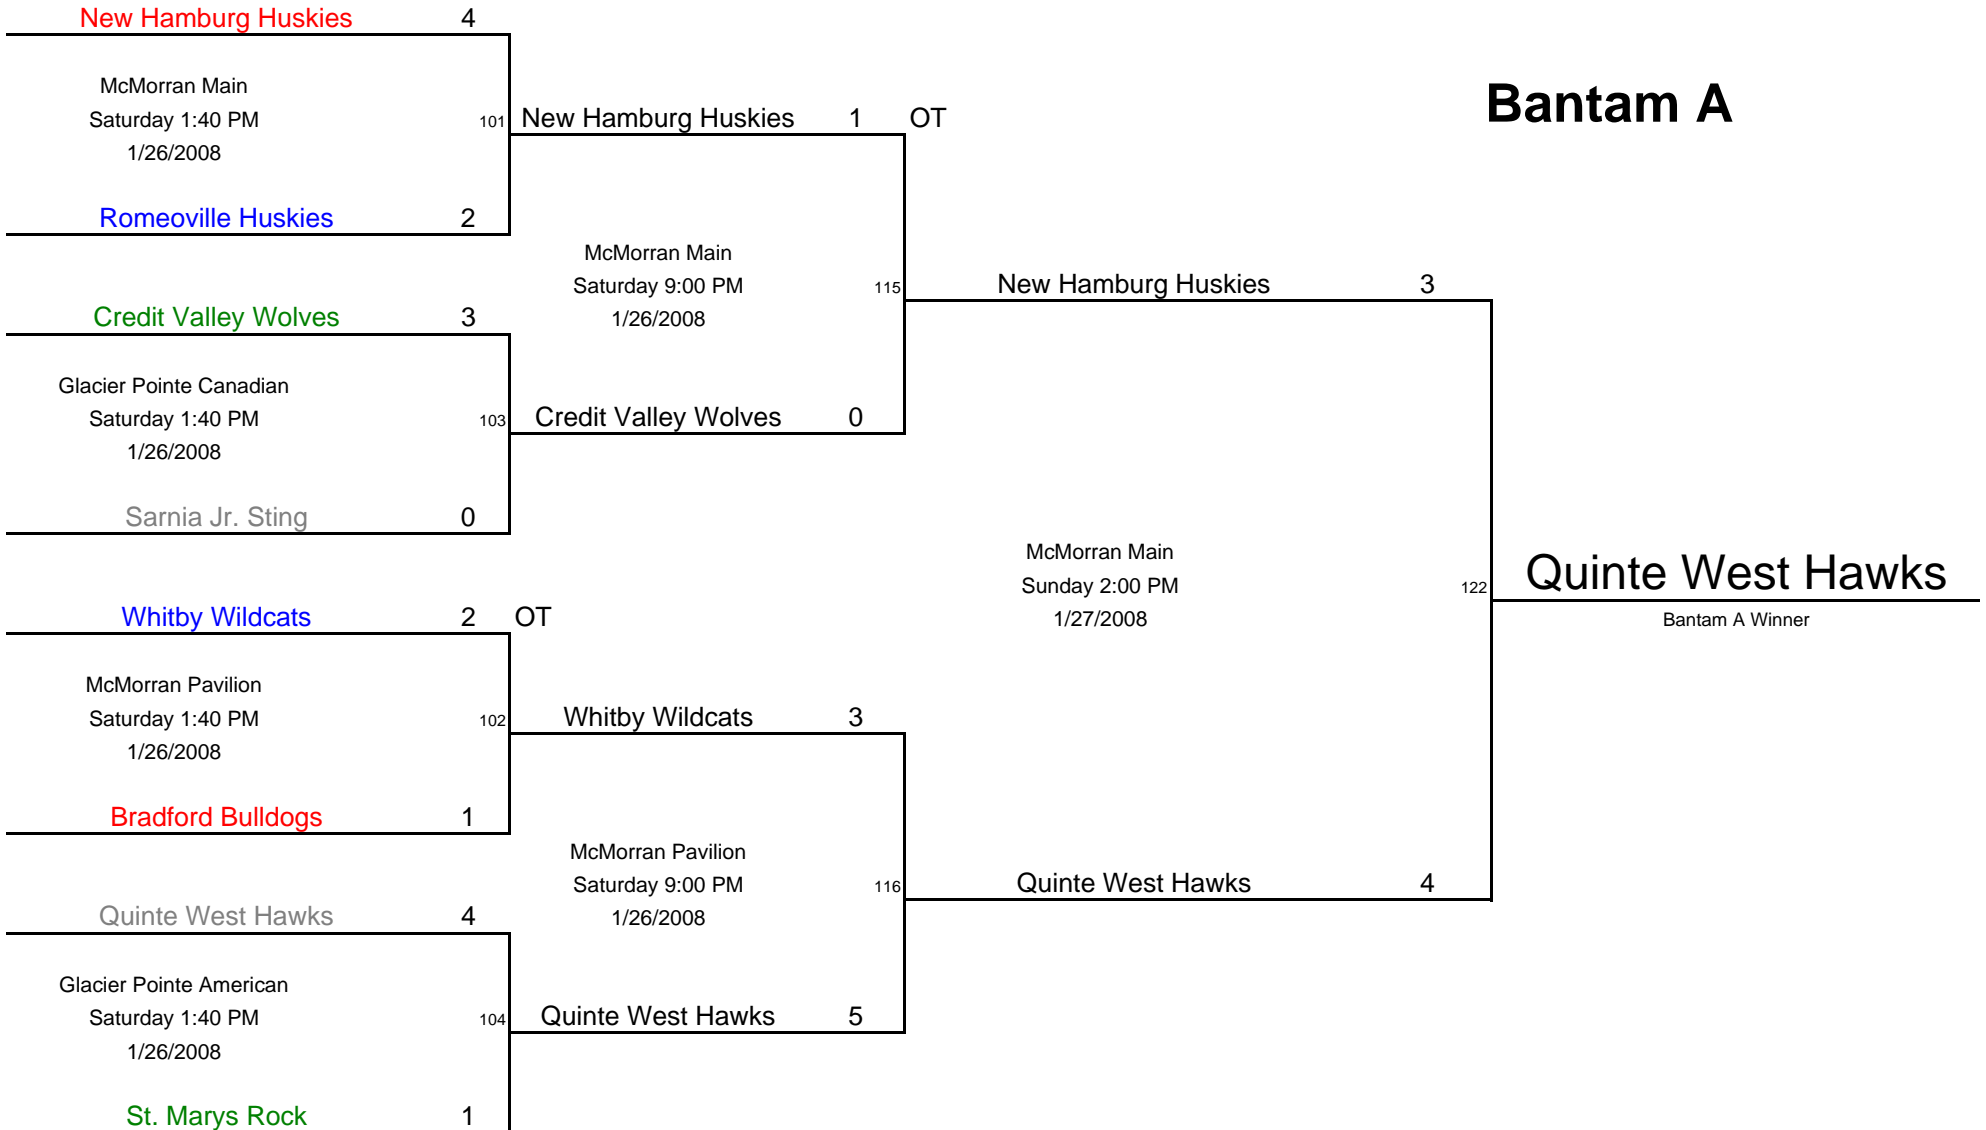 New Hamburg Huskies 4
McMorran Main
Bantam A
Saturday 1:40 PM 101 New Hamburg Huskies 1 OT
1/26/2008
Romeoville Huskies 2
McMorran Main
Saturday 9:00 PM 115 New Hamburg Huskies 3
Credit Valley Wolves 3 1/26/2008
Glacier Pointe Canadian
Saturday 1:40 PM 103 Credit Valley Wolves 0
1/26/2008
Sarnia Jr. Sting 0
McMorran Main
Sunday 2:00 PM 122 Quinte West Hawks
Whitby Wildcats 2 OT 1/27/2008 Bantam A Winner
McMorran Pavilion
Saturday 1:40 PM 102 Whitby Wildcats 3
1/26/2008
Bradford Bulldogs 1
McMorran Pavilion
Saturday 9:00 PM 116 Quinte West Hawks 4
Quinte West Hawks 4 1/26/2008
Glacier Pointe American
Saturday 1:40 PM 104 Quinte West Hawks 5
1/26/2008
St. Marys Rock 1